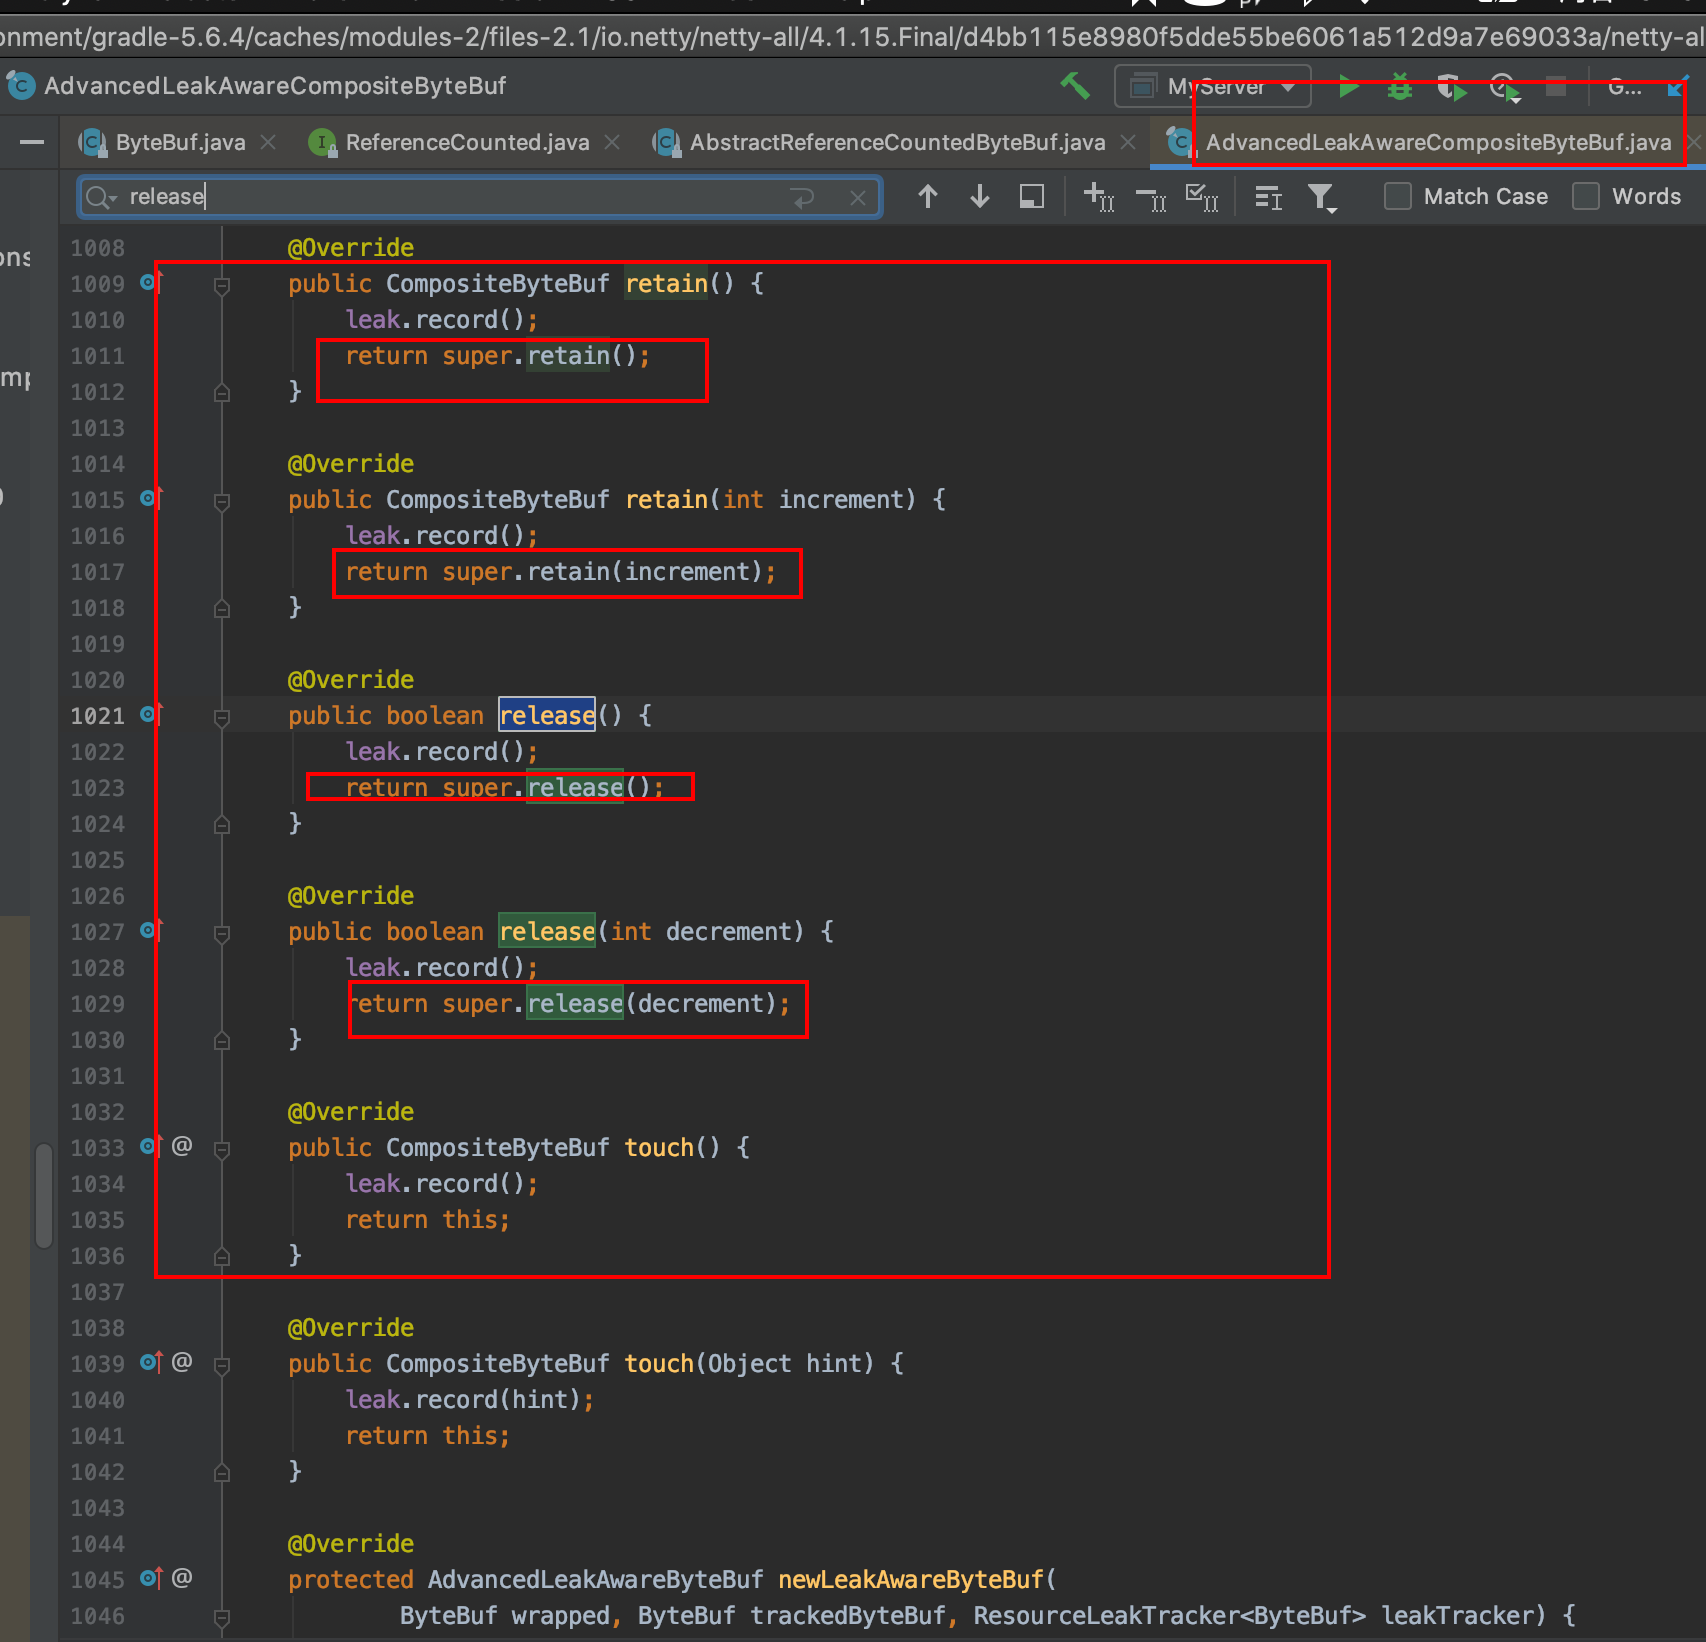 onment/gradle-5.6.4/caches/modules-2/files-2.1/io.netty/netty-all/4.1.15.Final/d4bb115e8980f5dde55be6061a512d9a7e69033a/netty-al
AdvancedLeakAwareCompositeByteBuf MyServer G...
ByteBuf.java ReferenceCounted.java AbstractReferenceCountedByteBuf.java AdvancedLeakAwareCompositeByteBuf.java
release Match Case Words
1008 @Override
1009 public CompositeByteBuf retain() {
1010 leak.record();
1011 return super.retain();
1012 }
1013
1014 @Override
1015 public CompositeByteBuf retain(int increment) {
1016 leak.record();
1017 return super.retain(increment);
1018 }
1019
1020 @Override
1021 public boolean release() {
1022 leak.record();
1023 return super.release();
1024 }
1025
1026 @Override
1027 public boolean release(int decrement) {
1028 leak.record();
1029 return super.release(decrement);
1030 }
1031
1032 @Override
1033 @ public CompositeByteBuf touch() {
1034 leak.record();
1035 return this;
1036 }
1037
1038 @Override
1039 @ public CompositeByteBuf touch(Object hint) {
1040 leak.record(hint);
1041 return this;
1042 }
1043
1044 @Override
1045 @ protected AdvancedLeakAwareByteBuf newLeakAwareByteBuf(
1046 ByteBuf wrapped, ByteBuf trackedByteBuf, ResourceLeakTracker<ByteBuf> leakTracker) {